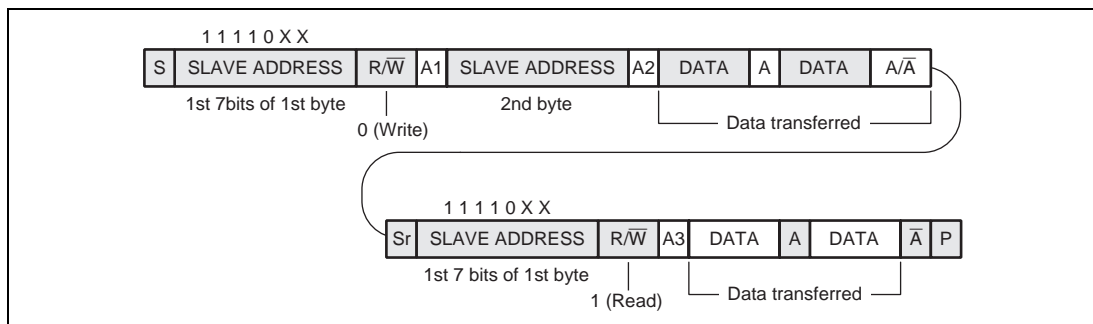 1 1 1 1 0 X X
S SLAVE ADDRESS R/W̅ A1 SLAVE ADDRESS A2 DATA A DATA A/A̅
1st 7bits of 1st byte 2nd byte
0 (Write) Data transferred
1 1 1 1 0 X X
Sr SLAVE ADDRESS R/W̅ A3 DATA A DATA A̅ P
1st 7 bits of 1st byte
1 (Read) Data transferred